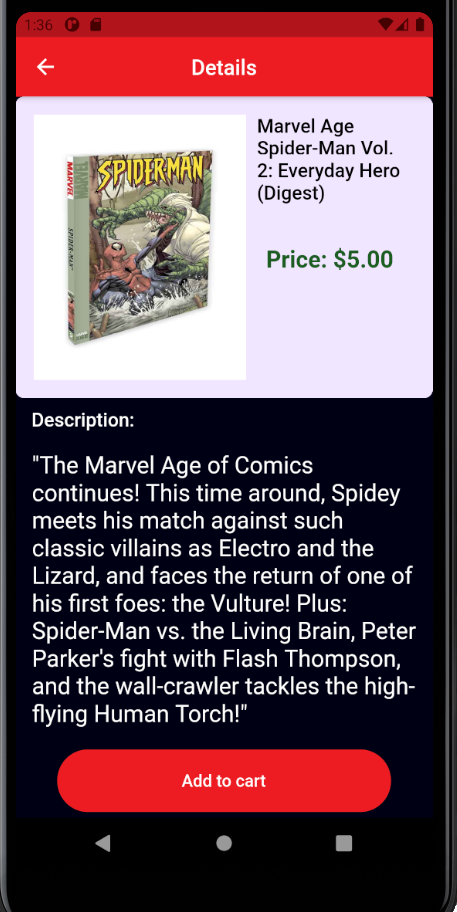 1:36
Details
Marvel Age
Spider-Man Vol.
2: Everyday Hero
(Digest)
Price: $5.00
MARVEL
SPIDER-MAN
MARVEL
SPIDER-MAN
Description:
"The Marvel Age of Comics
continues! This time around, Spidey
meets his match against such
classic villains as Electro and the
Lizard, and faces the return of one of
his first foes: the Vulture! Plus:
Spider-Man vs. the Living Brain, Peter
Parker's fight with Flash Thompson,
and the wall-crawler tackles the high-
flying Human Torch!"
Add to cart